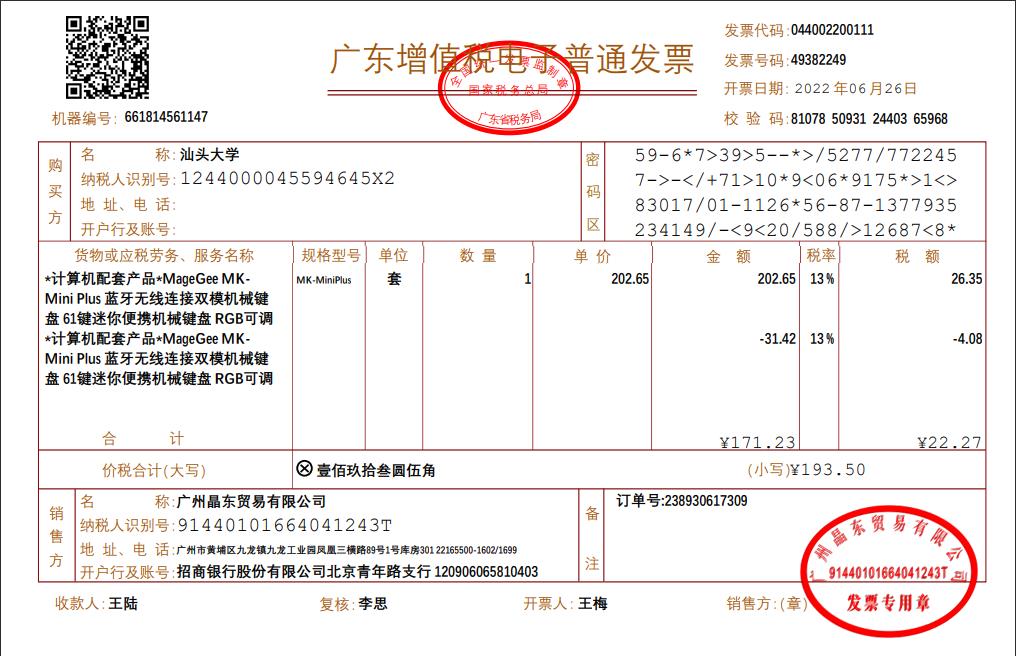 广东增值税电子普通发票
全国统一发票监制章
国家税务总局
广东省税务局
发票代码:044002200111
发票号码:49382249
开票日期: 2022 年06 月26日
校 验 码:81078 50931 24403 65968
机器编号: 661814561147
购买方
名 称:汕头大学
纳税人识别号:1244000045594645X2
地 址、电 话:
开户行及账号:
密码区
59-6*7>39>5--*>/5277/772245
7->-</+71>10*9<06*9175*>1<>
83017/01-1126*56-87-1377935
234149/-<9<20/588/>12687<8*
货物或应税劳务、服务名称 规格型号 单位 数 量 单 价 金 额 税率 税 额
*计算机配套产品*MageGee MK- MK-MiniPlus 套 1 202.65 202.65 13% 26.35
Mini Plus 蓝牙无线连接双模机械键
盘 61键迷你便携机械键盘 RGB可调
*计算机配套产品*MageGee MK- -31.42 13% -4.08
Mini Plus 蓝牙无线连接双模机械键
盘 61键迷你便携机械键盘 RGB可调
合 计 ¥171.23 ¥22.27
价税合计(大写) ⊗ 壹佰玖拾叁圆伍角 (小写)¥193.50
销售方
名 称:广州晶东贸易有限公司
纳税人识别号:91440101664041243T
地 址、电 话:广州市黄埔区九龙镇九龙工业园凤凰三横路89号1号库房301 22165500-1602/1699
开户行及账号:招商银行股份有限公司北京青年路支行 120906065810403
备注
订单号:238930617309
广州晶东贸易有限公司
91440101664041243T
发票专用章
收款人: 王陆 复核: 李思 开票人: 王梅 销售方:(章)